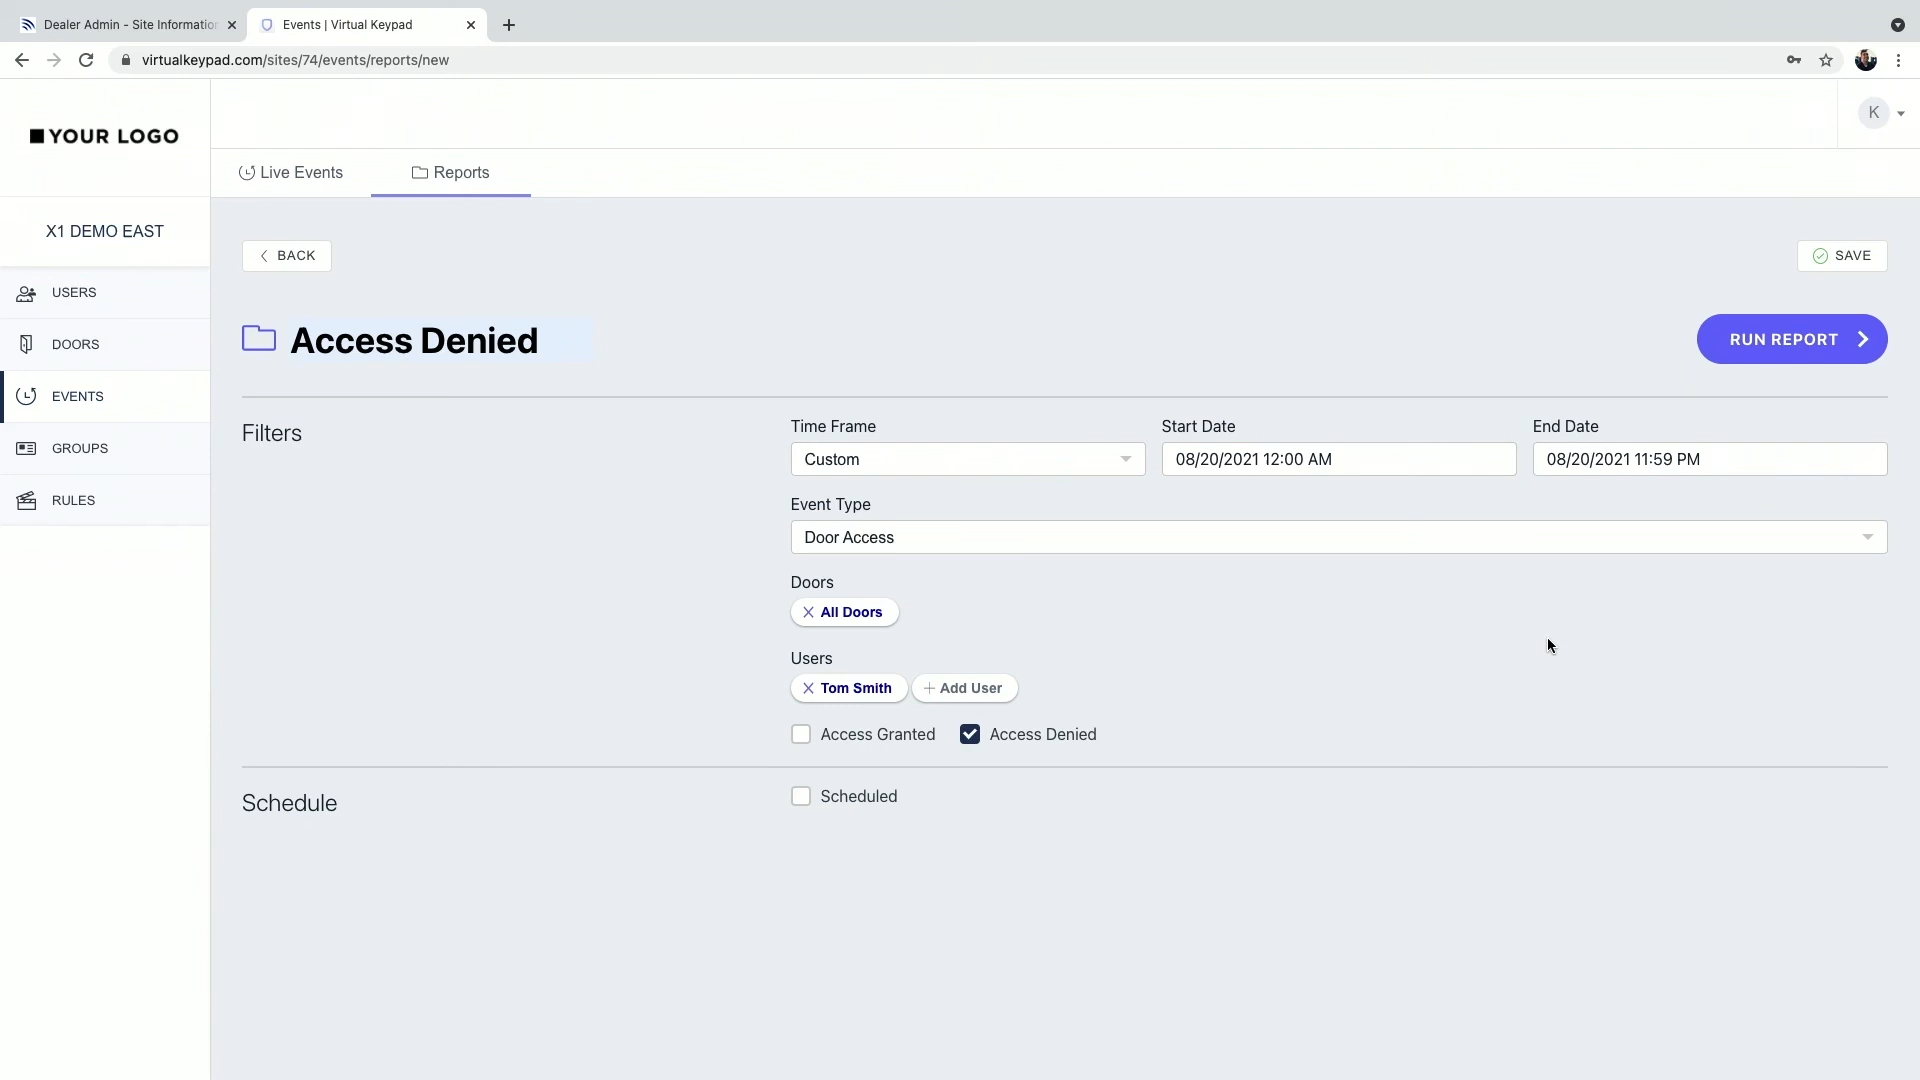 Dealer Admin - Site Information
Events | Virtual Keypad
virtualkeypad.com/sites/74/events/reports/new
YOUR LOGO
K
Live Events
Reports
X1 DEMO EAST
BACK
SAVE
USERS
DOORS
EVENTS
GROUPS
RULES
Access Denied
RUN REPORT
Filters
Time Frame
Start Date
End Date
Custom
08/20/2021 12:00 AM
08/20/2021 11:59 PM
Event Type
Door Access
Doors
All Doors
Users
Tom Smith
Add User
Access Granted
Access Denied
Schedule
Scheduled